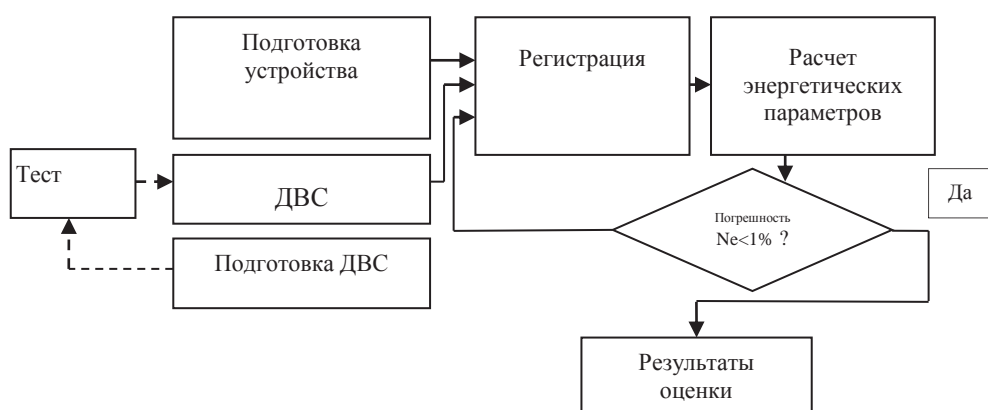 Подготовка
устройства
Регистрация
Расчет
энергетических
параметров
Тест
ДВС
Да
Погрешность
Ne<1% ?
Подготовка ДВС
Результаты
оценки